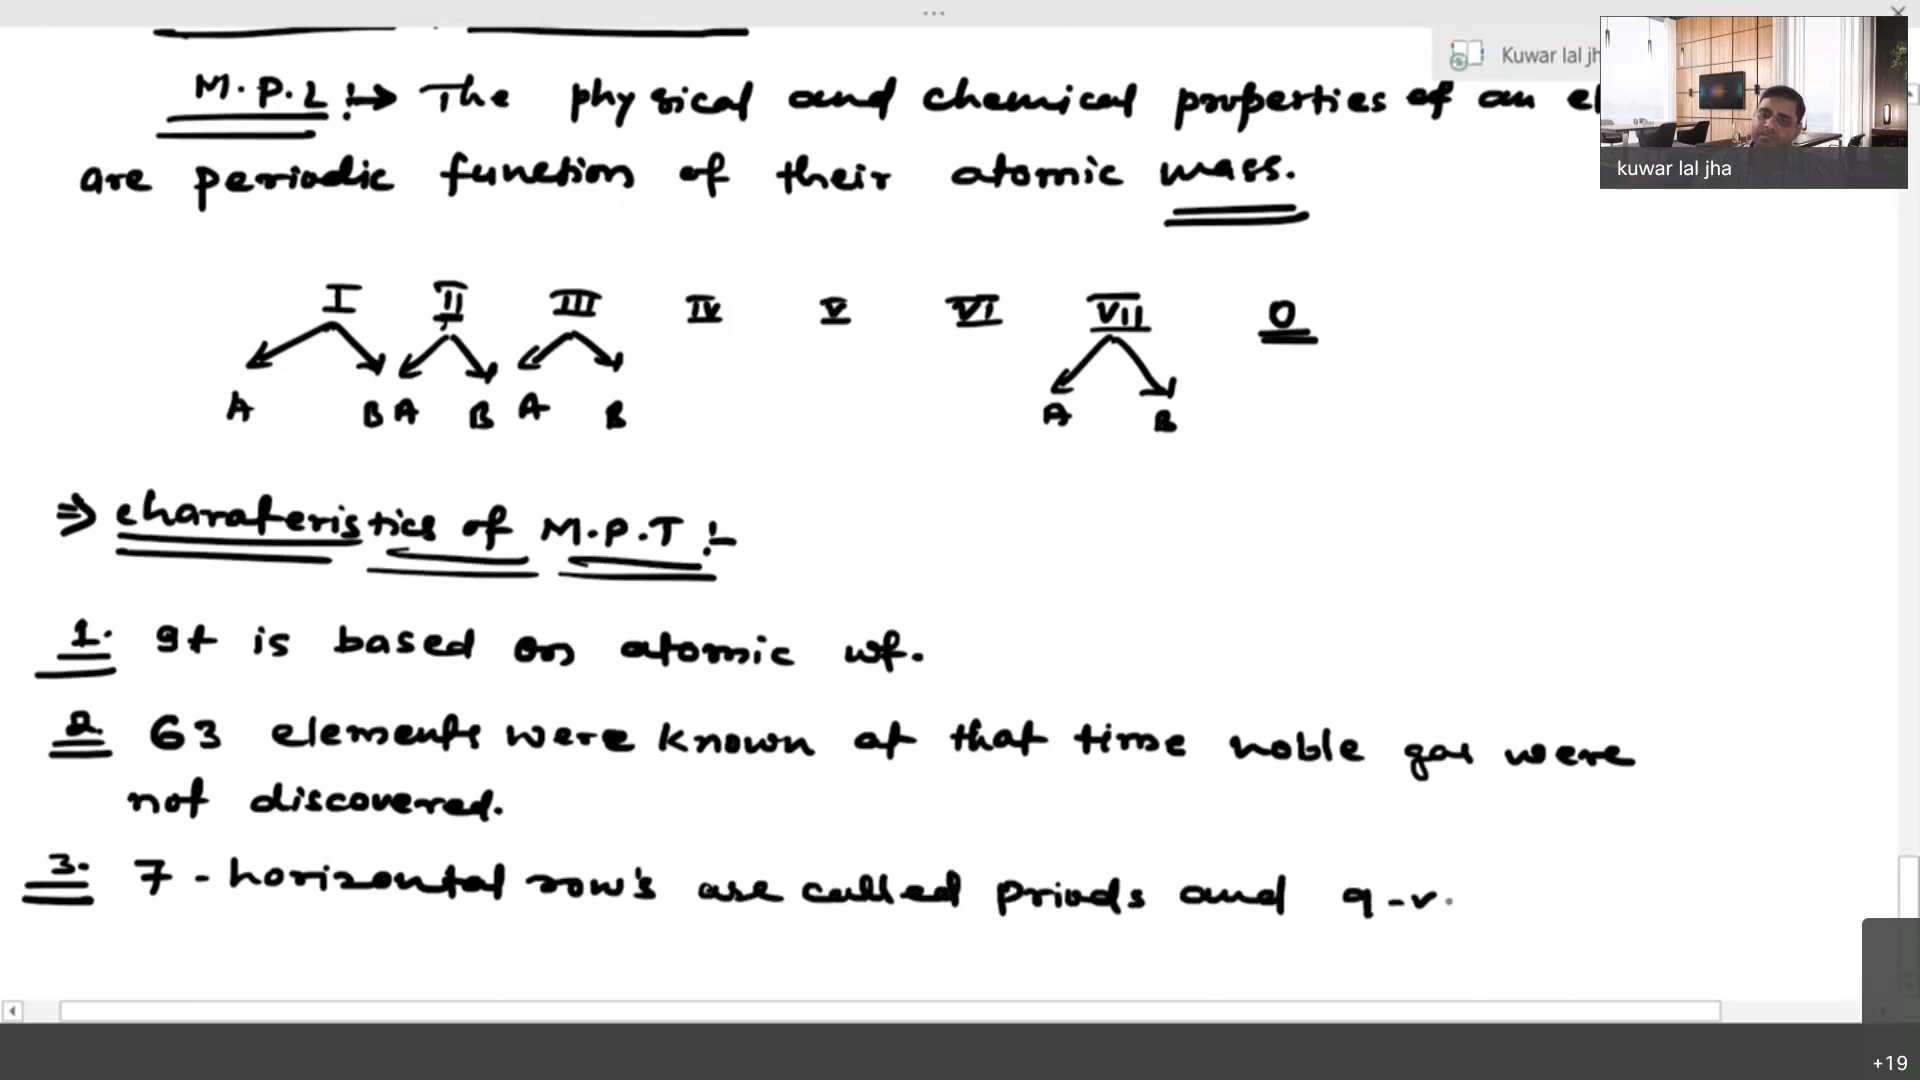 Kuwar lal jh
M.P.L :→ The physical and chemical properties of an el
kuwar lal jha
are periodic function of their atomic mass.
I II III IV V VI VII 0
A B A B A B A B
⇒ charateristics of M.P.T :-
1. It is based on atomic wt.
2. 63 elements were known at that time noble gas were
not discovered.
3. 7 - horizontal row's are called priods and 9 - v
+19